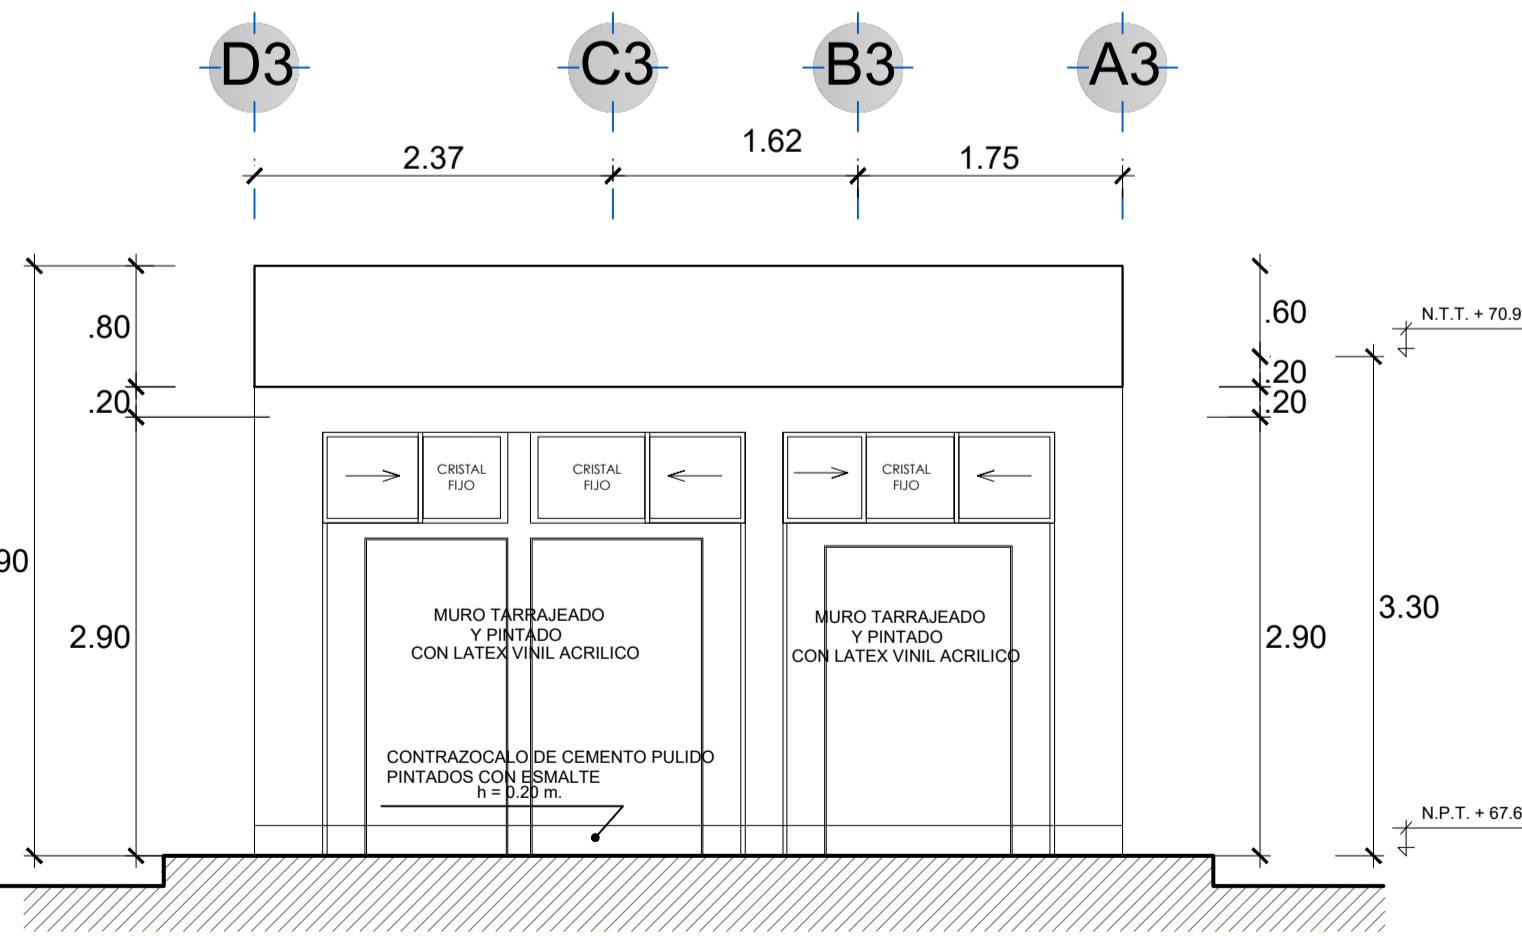 D3 C3 B3 A3
2.37 1.62 1.75
.80 .60
N.T.T. + 70.9
.20 .20
.20
CRISTAL
FIJO
CRISTAL
FIJO
CRISTAL
FIJO
90
2.90
MURO TARRAJEADO
Y PINTADO
CON LATEX VINIL ACRILICO
MURO TARRAJEADO
Y PINTADO
CON LATEX VINIL ACRILICO
2.90
3.30
CONTRAZOCALO DE CEMENTO PULIDO
PINTADOS CON ESMALTE
h = 0.20 m.
N.P.T. + 67.6